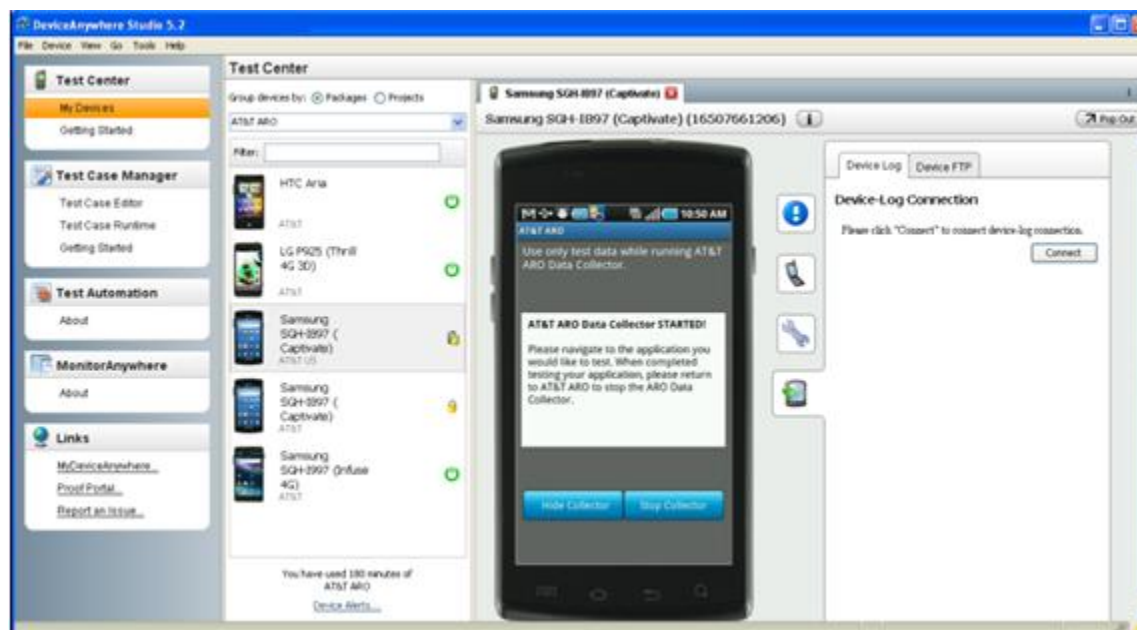 DeviceAnywhere Studio 5.2
File Device View Go Tools Help
Test Center
My Devices
Getting Started
Test Case Manager
Test Case Editor
Test Case Runtime
Getting Started
Test Automation
About
MonitorAnywhere
About
Links
MyDeviceAnywhere...
Proof Portal...
Report an Issue...
Test Center
Group devices by: Packages Projects
AT&T ARO
Filter:
HTC Aria
AT&T
LG P925 (Thrill
4G 3D)
AT&T
Samsung
SGH-I897 (
Captivate)
AT&T US
Samsung
SGH-I897 (
Captivate)
AT&T
Samsung
SGH-I997 (Infuse
4G)
AT&T
You have used 180 minutes of
AT&T ARO
Device Alerts...
Samsung SGH-I897 (Captivate)
Samsung SGH-I897 (Captivate) (16507661206)
Pop Out
10:50 AM
AT&T ARO
Use only test data while running AT&T
ARO Data Collector.
AT&T ARO Data Collector STARTED!
Please navigate to the application you
would like to test. When completed
testing your application, please return
to AT&T ARO to stop the ARO Data
Collector.
Hide Collector Stop Collector
Device Log Device FTP
Device-Log Connection
Please click "Connect" to connect device-log connection.
Connect